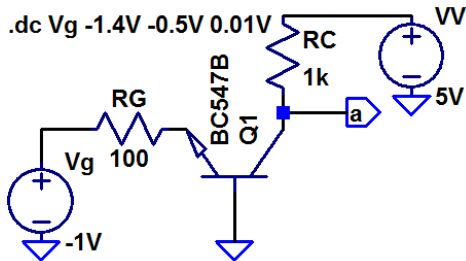 .dc Vg -1.4V -0.5V 0.01V
RC
VV
1k
5V
RG
BC547B
Q1
a
Vg
100
-1V